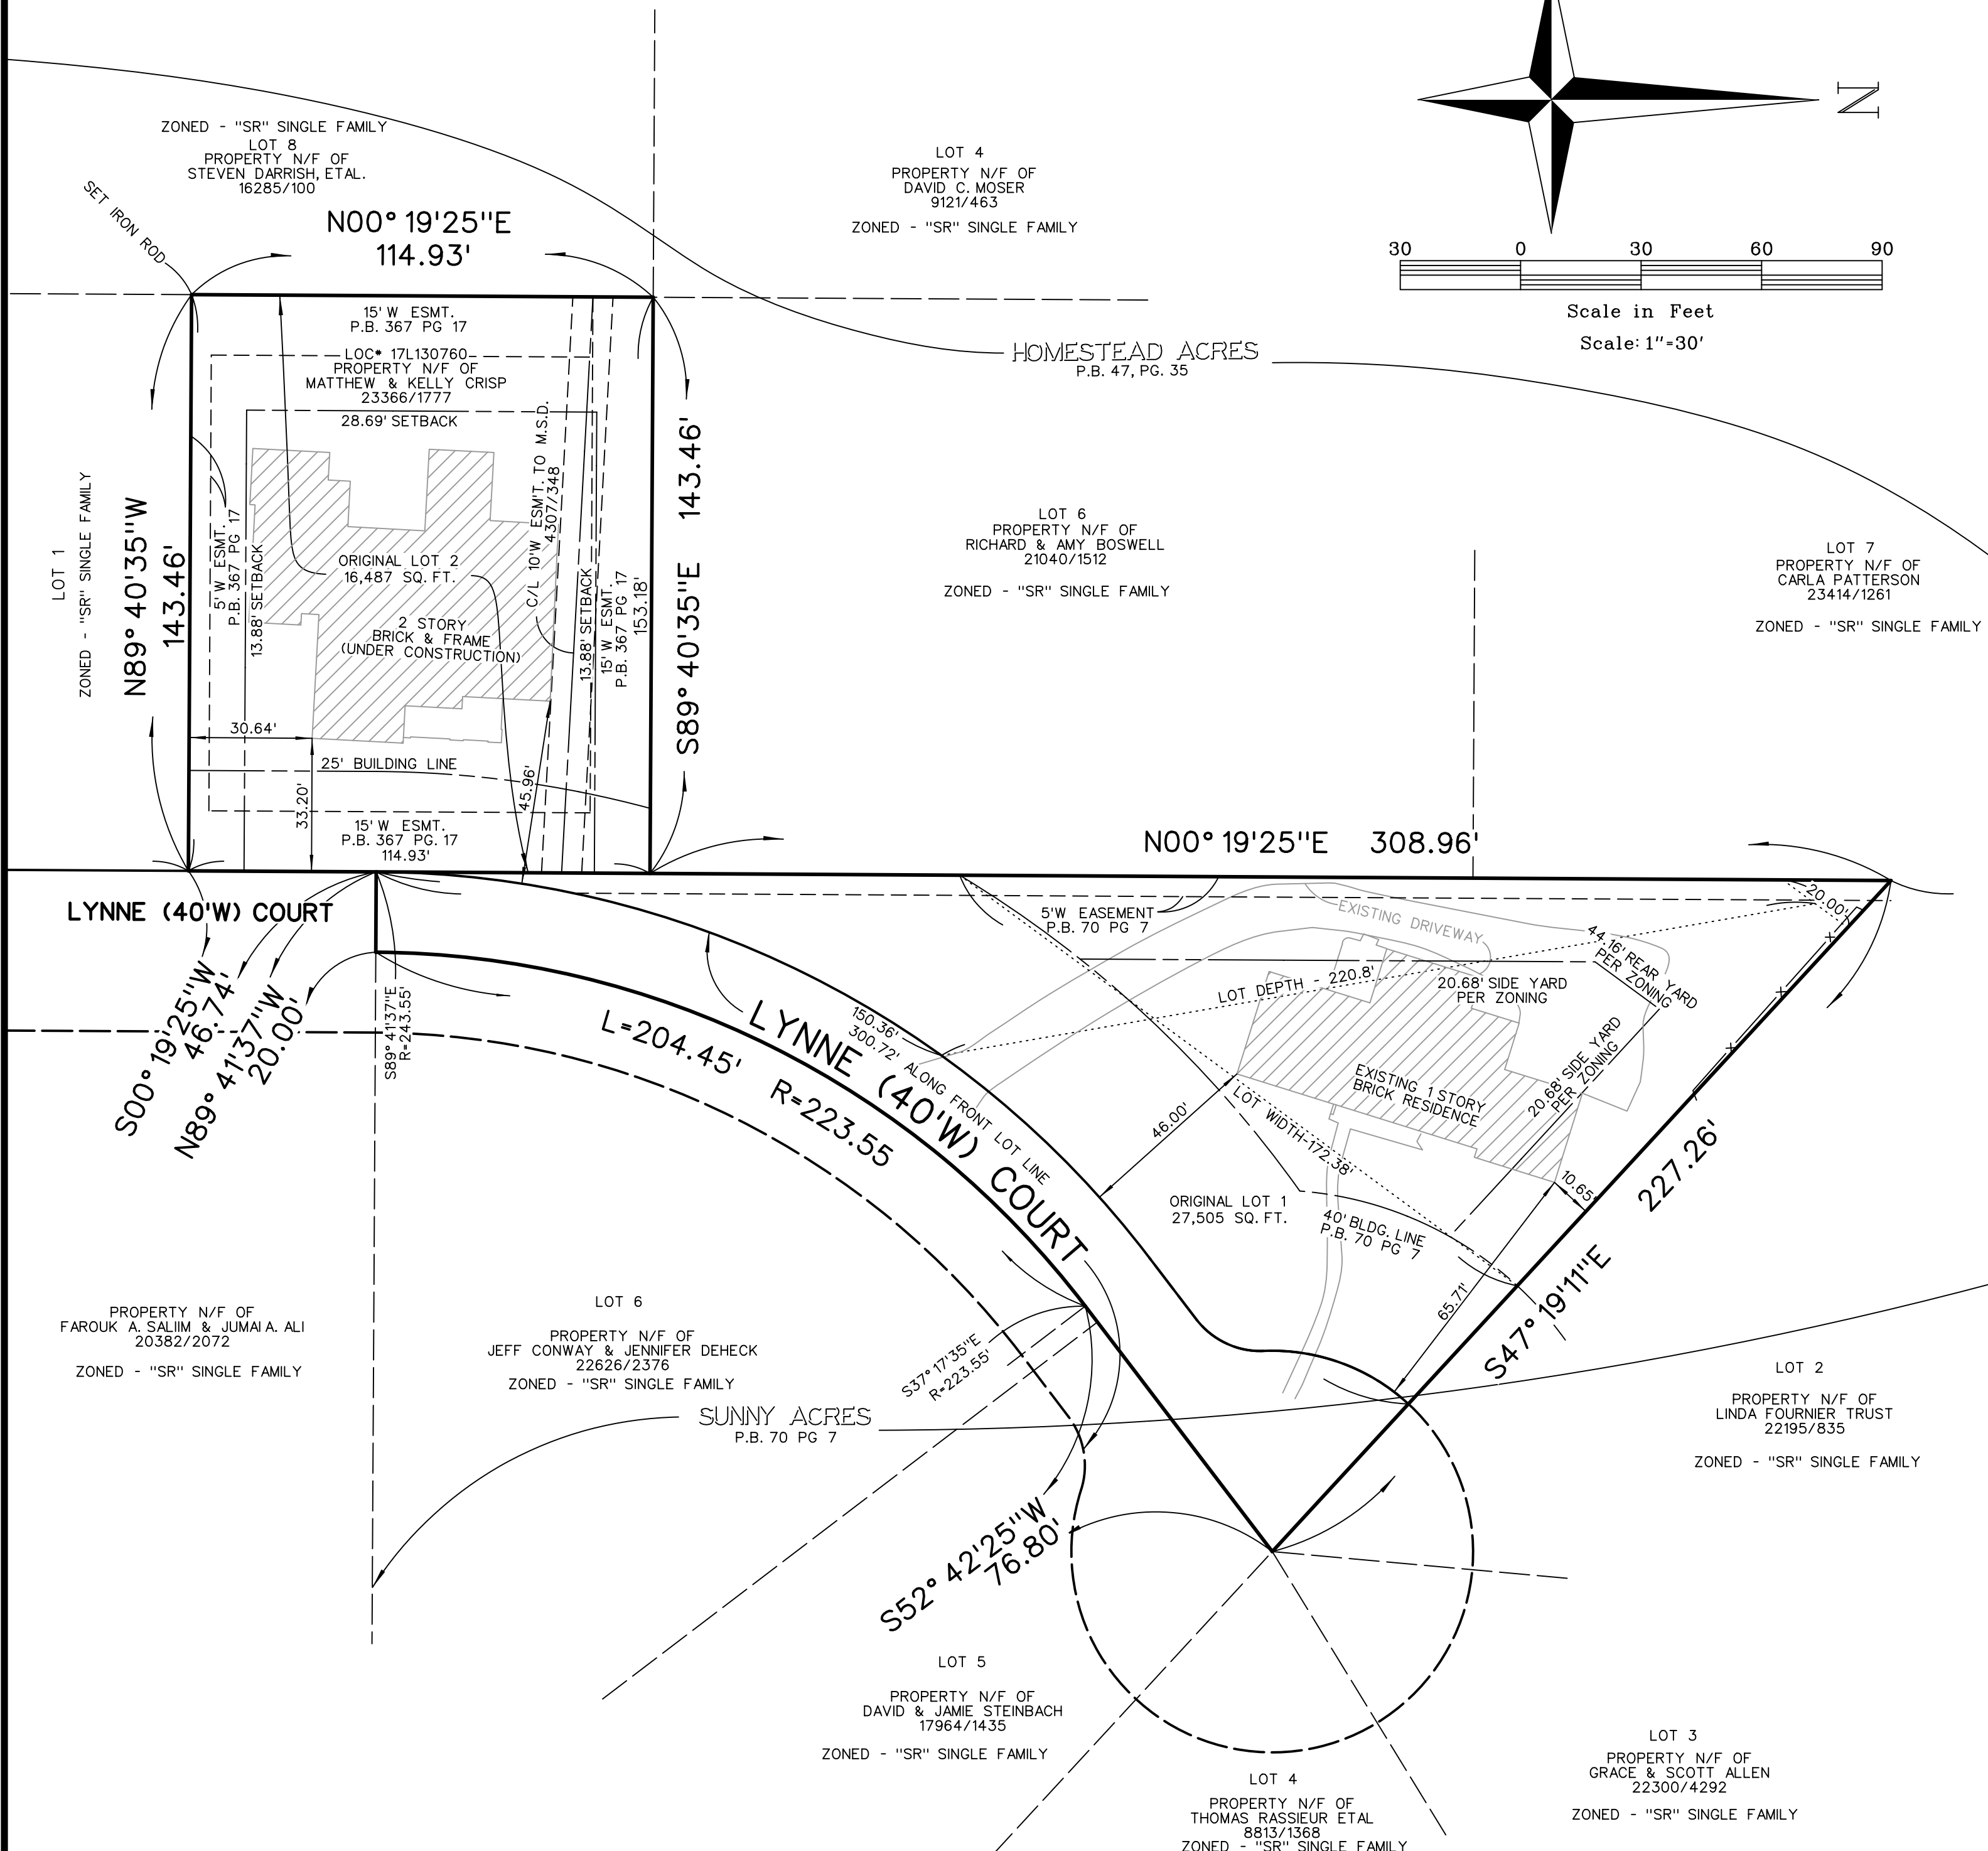 ZONED - "SR" SINGLE FAMILY
LOT 8
PROPERTY N/F OF
STEVEN DARRISH, ETAL.
16285/100
SET IRON ROD
N00° 19'25"E
114.93'
LOT 4
PROPERTY N/F OF
DAVID C. MOSER
9121/463
ZONED - "SR" SINGLE FAMILY
N
30 0 30 60 90
Scale in Feet
Scale: 1"=30'
HOMESTEAD ACRES
P.B. 47, PG. 35
15' W ESMT.
P.B. 367 PG 17
LOC# 17L130760
PROPERTY N/F OF
MATTHEW & KELLY CRISP
23366/1777
28.69' SETBACK
LOT 1
ZONED - "SR" SINGLE FAMILY
N89° 40'35"W
143.46'
5' W ESMT.
P.B. 367 PG 17
13.88' SETBACK
ORIGINAL LOT 2
16,487 SQ. FT.
2 STORY
BRICK & FRAME
(UNDER CONSTRUCTION)
C/L 10'W ESM'T. TO M.S.D.
4307/348
13.88' SETBACK
15' W ESMT.
P.B. 367 PG 17
153.18'
S89° 40'35"E 143.46'
30.64'
25' BUILDING LINE
33.20'
45.96'
15' W ESMT.
P.B. 367 PG. 17
114.93'
LOT 6
PROPERTY N/F OF
RICHARD & AMY BOSWELL
21040/1512
ZONED - "SR" SINGLE FAMILY
LOT 7
PROPERTY N/F OF
CARLA PATTERSON
23414/1261
ZONED - "SR" SINGLE FAMILY
N00° 19'25"E 308.96'
LYNNE (40'W) COURT
S00° 19'25"W
46.74'
N89° 41'37"W
20.00'
S89° 41'37"E
R=243.55'
5'W EASEMENT
P.B. 70 PG 7
EXISTING DRIVEWAY
20.00'
44.16' REAR YARD
PER ZONING
20.68' SIDE YARD
PER ZONING
LOT DEPTH - 220.8'
20.68' SIDE YARD
PER ZONING
EXISTING 1 STORY
BRICK RESIDENCE
LOT WIDTH-172.38'
150.36'
300.72' ALONG FRONT LOT LINE
LYNNE (40'W) COURT
L=204.45' R=223.55
46.00'
ORIGINAL LOT 1
27,505 SQ. FT.
40' BLDG. LINE
P.B. 70 PG 7
10.65'
65.71'
227.26'
S47° 19'11"E
PROPERTY N/F OF
FAROUK A. SALIIM & JUMAI A. ALI
20382/2072
ZONED - "SR" SINGLE FAMILY
LOT 6
PROPERTY N/F OF
JEFF CONWAY & JENNIFER DEHECK
22626/2376
ZONED - "SR" SINGLE FAMILY
S37° 17'35"E
R=223.55'
SUNNY ACRES
P.B. 70 PG 7
LOT 2
PROPERTY N/F OF
LINDA FOURNIER TRUST
22195/835
ZONED - "SR" SINGLE FAMILY
S52° 42'25"W
76.80'
LOT 5
PROPERTY N/F OF
DAVID & JAMIE STEINBACH
17964/1435
ZONED - "SR" SINGLE FAMILY
LOT 3
PROPERTY N/F OF
GRACE & SCOTT ALLEN
22300/4292
ZONED - "SR" SINGLE FAMILY
LOT 4
PROPERTY N/F OF
THOMAS RASSIEUR ETAL
8813/1368
ZONED - "SR" SINGLE FAMILY